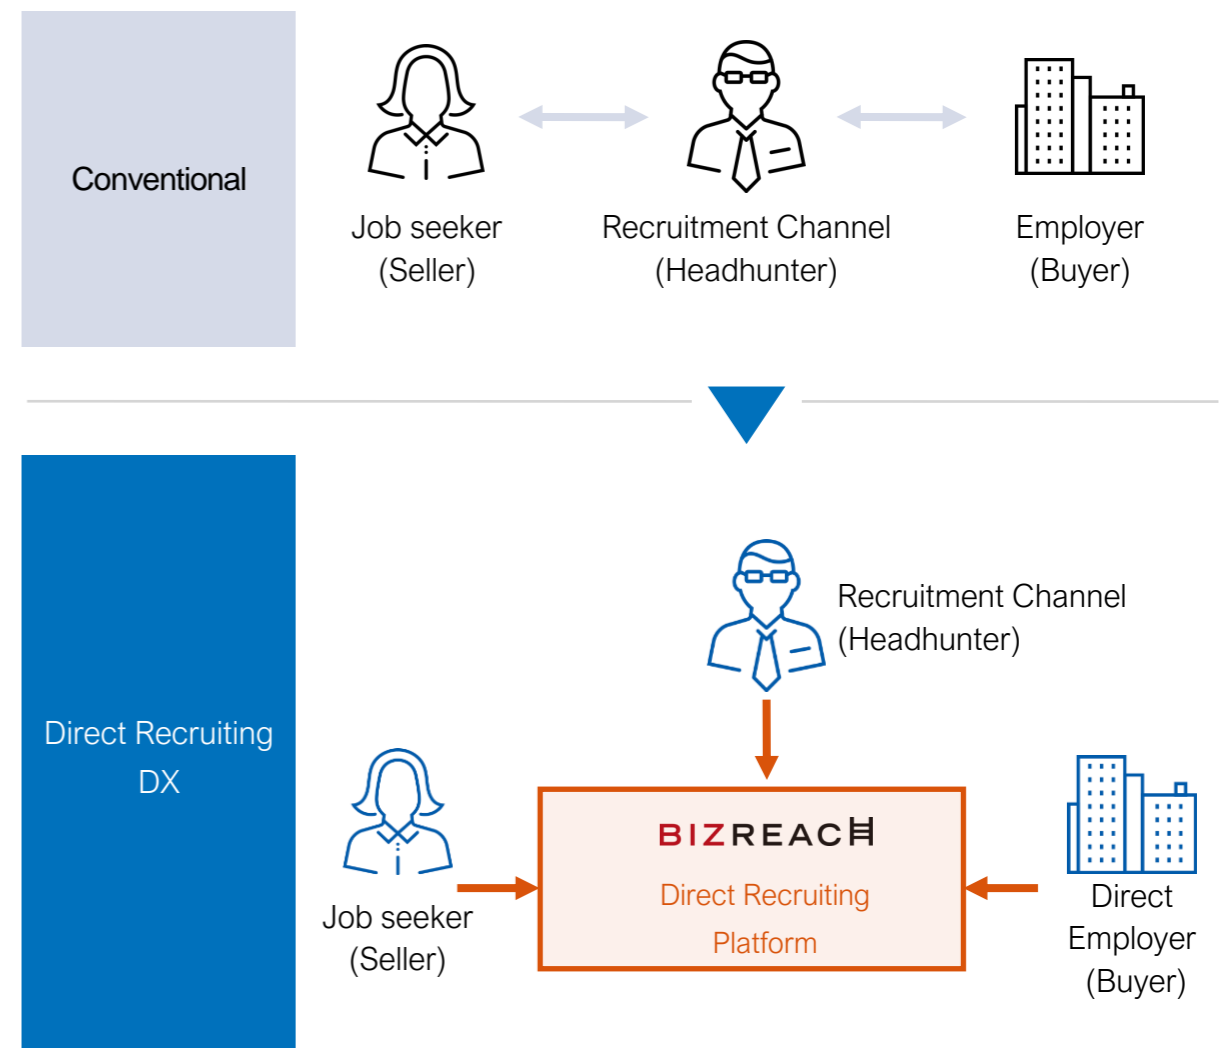 Conventional
Job seeker
(Seller)
Recruitment Channel
(Headhunter)
Employer
(Buyer)
Direct Recruiting
DX
Recruitment Channel
(Headhunter)
Job seeker
(Seller)
BIZREACH
Direct Recruiting
Platform
Direct
Employer
(Buyer)